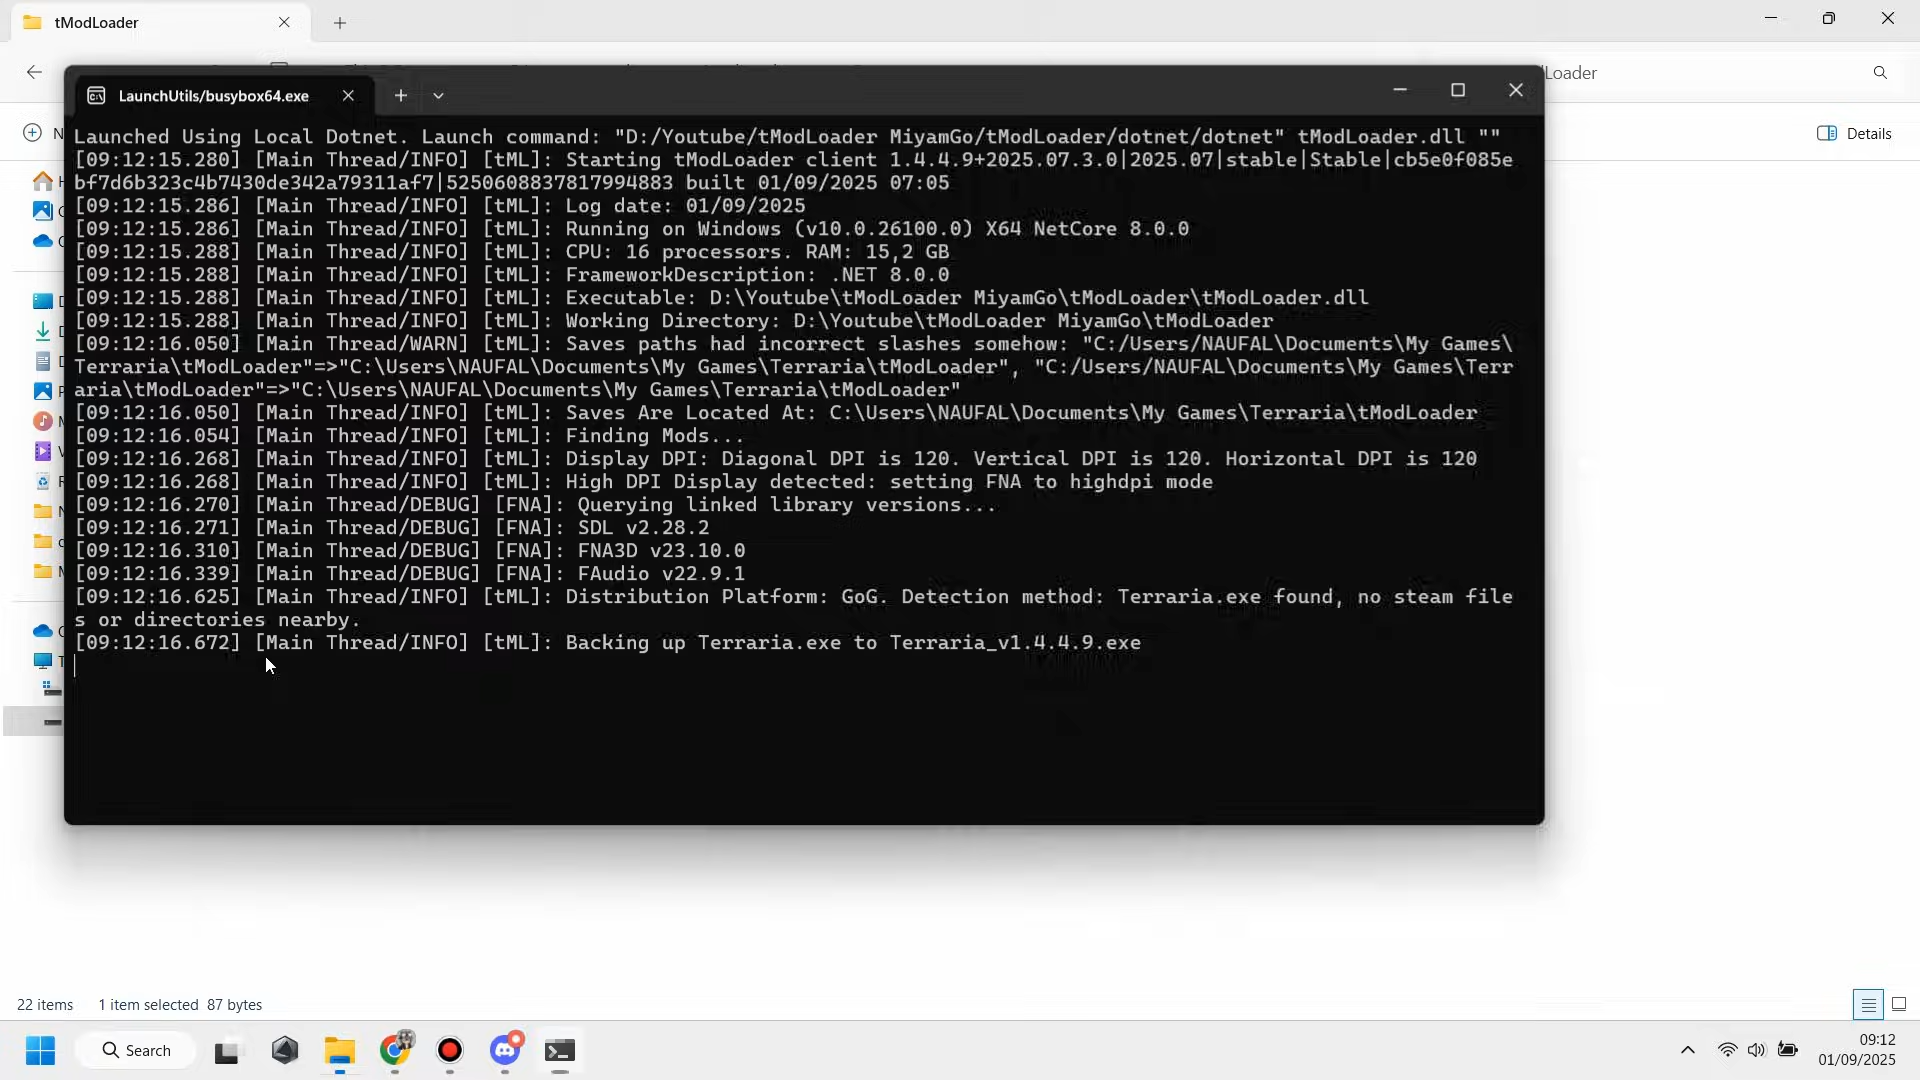 tModLoader
Loader
LaunchUtils/busybox64.exe
N
Details
Launched Using Local Dotnet. Launch command: "D:/Youtube/tModLoader MiyamGo/tModLoader/dotnet/dotnet" tModLoader.dll ""
[09:12:15.280] [Main Thread/INFO] [tML]: Starting tModLoader client 1.4.4.9+2025.07.3.0|2025.07|stable|Stable|cb5e0f085e
bf7d6b323c4b7430de342a79311af7|5250608837817994883 built 01/09/2025 07:05
[09:12:15.286] [Main Thread/INFO] [tML]: Log date: 01/09/2025
[09:12:15.286] [Main Thread/INFO] [tML]: Running on Windows (v10.0.26100.0) X64 NetCore 8.0.0
[09:12:15.288] [Main Thread/INFO] [tML]: CPU: 16 processors. RAM: 15,2 GB
[09:12:15.288] [Main Thread/INFO] [tML]: FrameworkDescription: .NET 8.0.0
[09:12:15.288] [Main Thread/INFO] [tML]: Executable: D:\Youtube\tModLoader MiyamGo\tModLoader\tModLoader.dll
[09:12:15.288] [Main Thread/INFO] [tML]: Working Directory: D:\Youtube\tModLoader MiyamGo\tModLoader
[09:12:16.050] [Main Thread/WARN] [tML]: Saves paths had incorrect slashes somehow: "C:/Users/NAUFAL\Documents\My Games\
Terraria\tModLoader"=>"C:\Users\NAUFAL\Documents\My Games\Terraria\tModLoader", "C:/Users/NAUFAL\Documents\My Games\Terr
aria\tModLoader"=>"C:\Users\NAUFAL\Documents\My Games\Terraria\tModLoader"
[09:12:16.050] [Main Thread/INFO] [tML]: Saves Are Located At: C:\Users\NAUFAL\Documents\My Games\Terraria\tModLoader
[09:12:16.054] [Main Thread/INFO] [tML]: Finding Mods...
[09:12:16.268] [Main Thread/INFO] [tML]: Display DPI: Diagonal DPI is 120. Vertical DPI is 120. Horizontal DPI is 120
[09:12:16.268] [Main Thread/INFO] [tML]: High DPI Display detected: setting FNA to highdpi mode
[09:12:16.270] [Main Thread/DEBUG] [FNA]: Querying linked library versions...
[09:12:16.271] [Main Thread/DEBUG] [FNA]: SDL v2.28.2
[09:12:16.310] [Main Thread/DEBUG] [FNA]: FNA3D v23.10.0
[09:12:16.339] [Main Thread/DEBUG] [FNA]: FAudio v22.9.1
[09:12:16.625] [Main Thread/INFO] [tML]: Distribution Platform: GoG. Detection method: Terraria.exe found, no steam file
s or directories nearby.
[09:12:16.672] [Main Thread/INFO] [tML]: Backing up Terraria.exe to Terraria_v1.4.4.9.exe
22 items 1 item selected 87 bytes
Search
09:12
01/09/2025